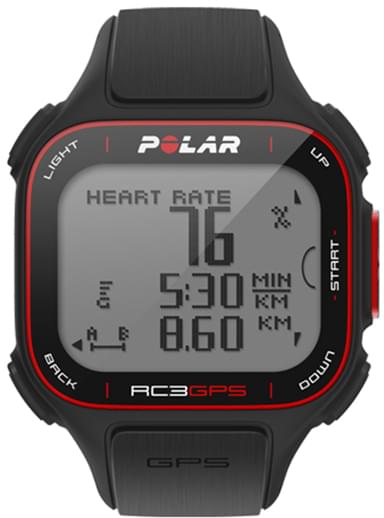 POLAR
LIGHT
UP
HEART RATE
76 %
5:30 MIN/KM
START
A B
8.60 KM
BACK
RC3GPS
DOWN
GPS